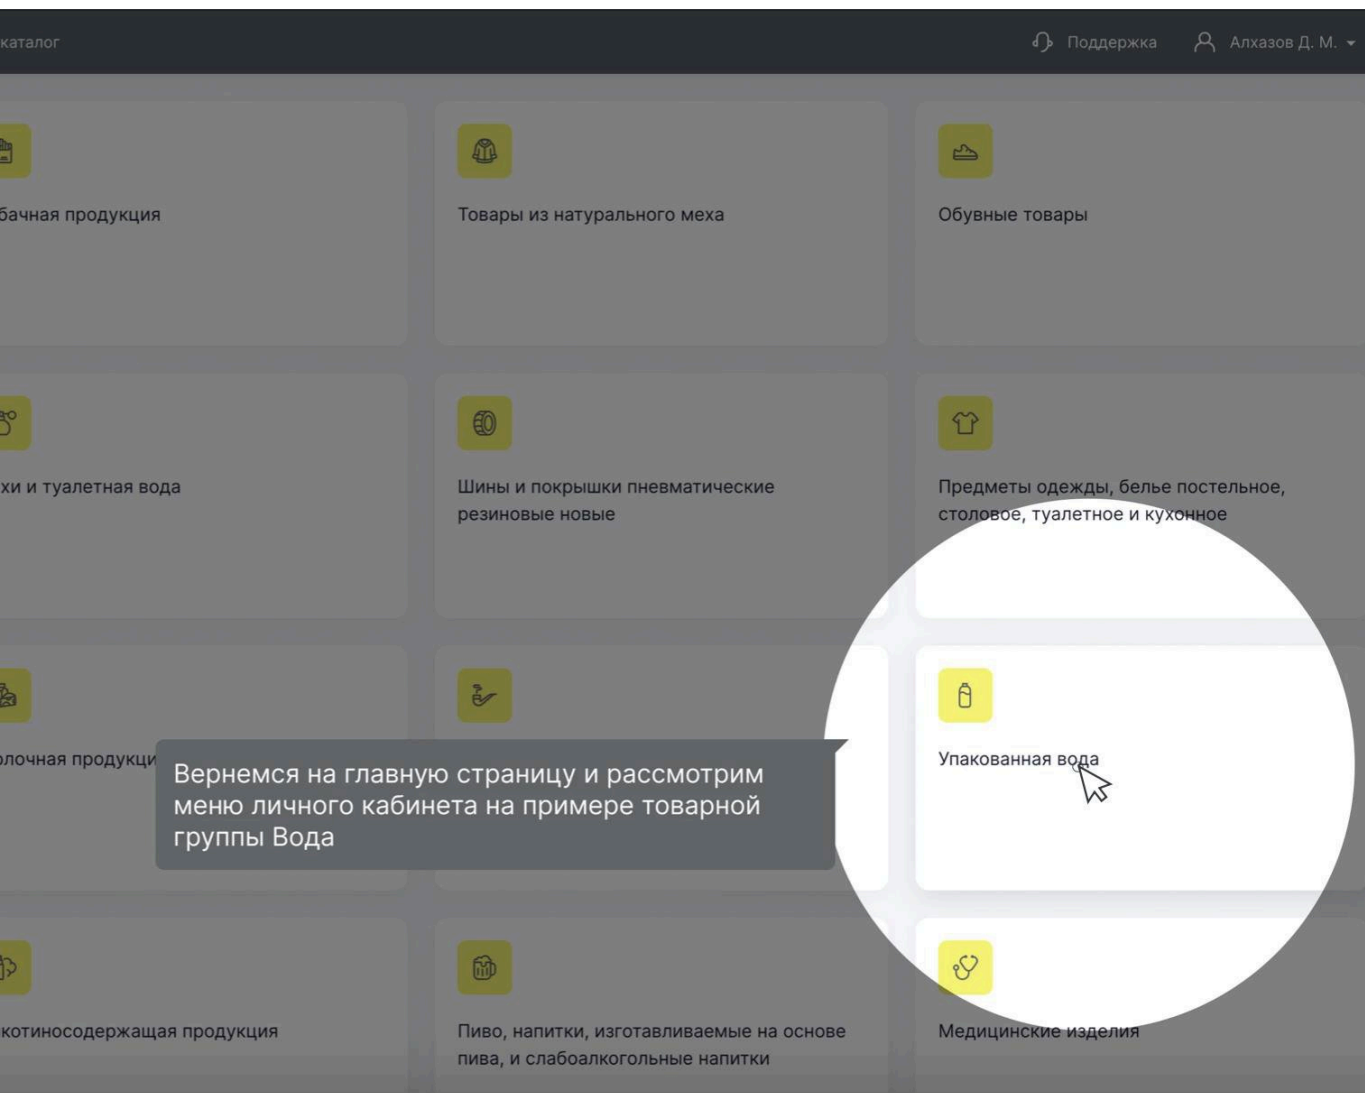 каталог
Поддержка
Алхазов Д. М.
бачная продукция
Товары из натурального меха
Обувные товары
хи и туалетная вода
Шины и покрышки пневматические
резиновые новые
Предметы одежды, белье постельное,
столовое, туалетное и кухонное
олочная продукци
Упакованная вода
Вернемся на главную страницу и рассмотрим
меню личного кабинета на примере товарной
группы Вода
икотиносодержащая продукция
Пиво, напитки, изготавливаемые на основе
пива, и слабоалкогольные напитки
Медицинские изделия